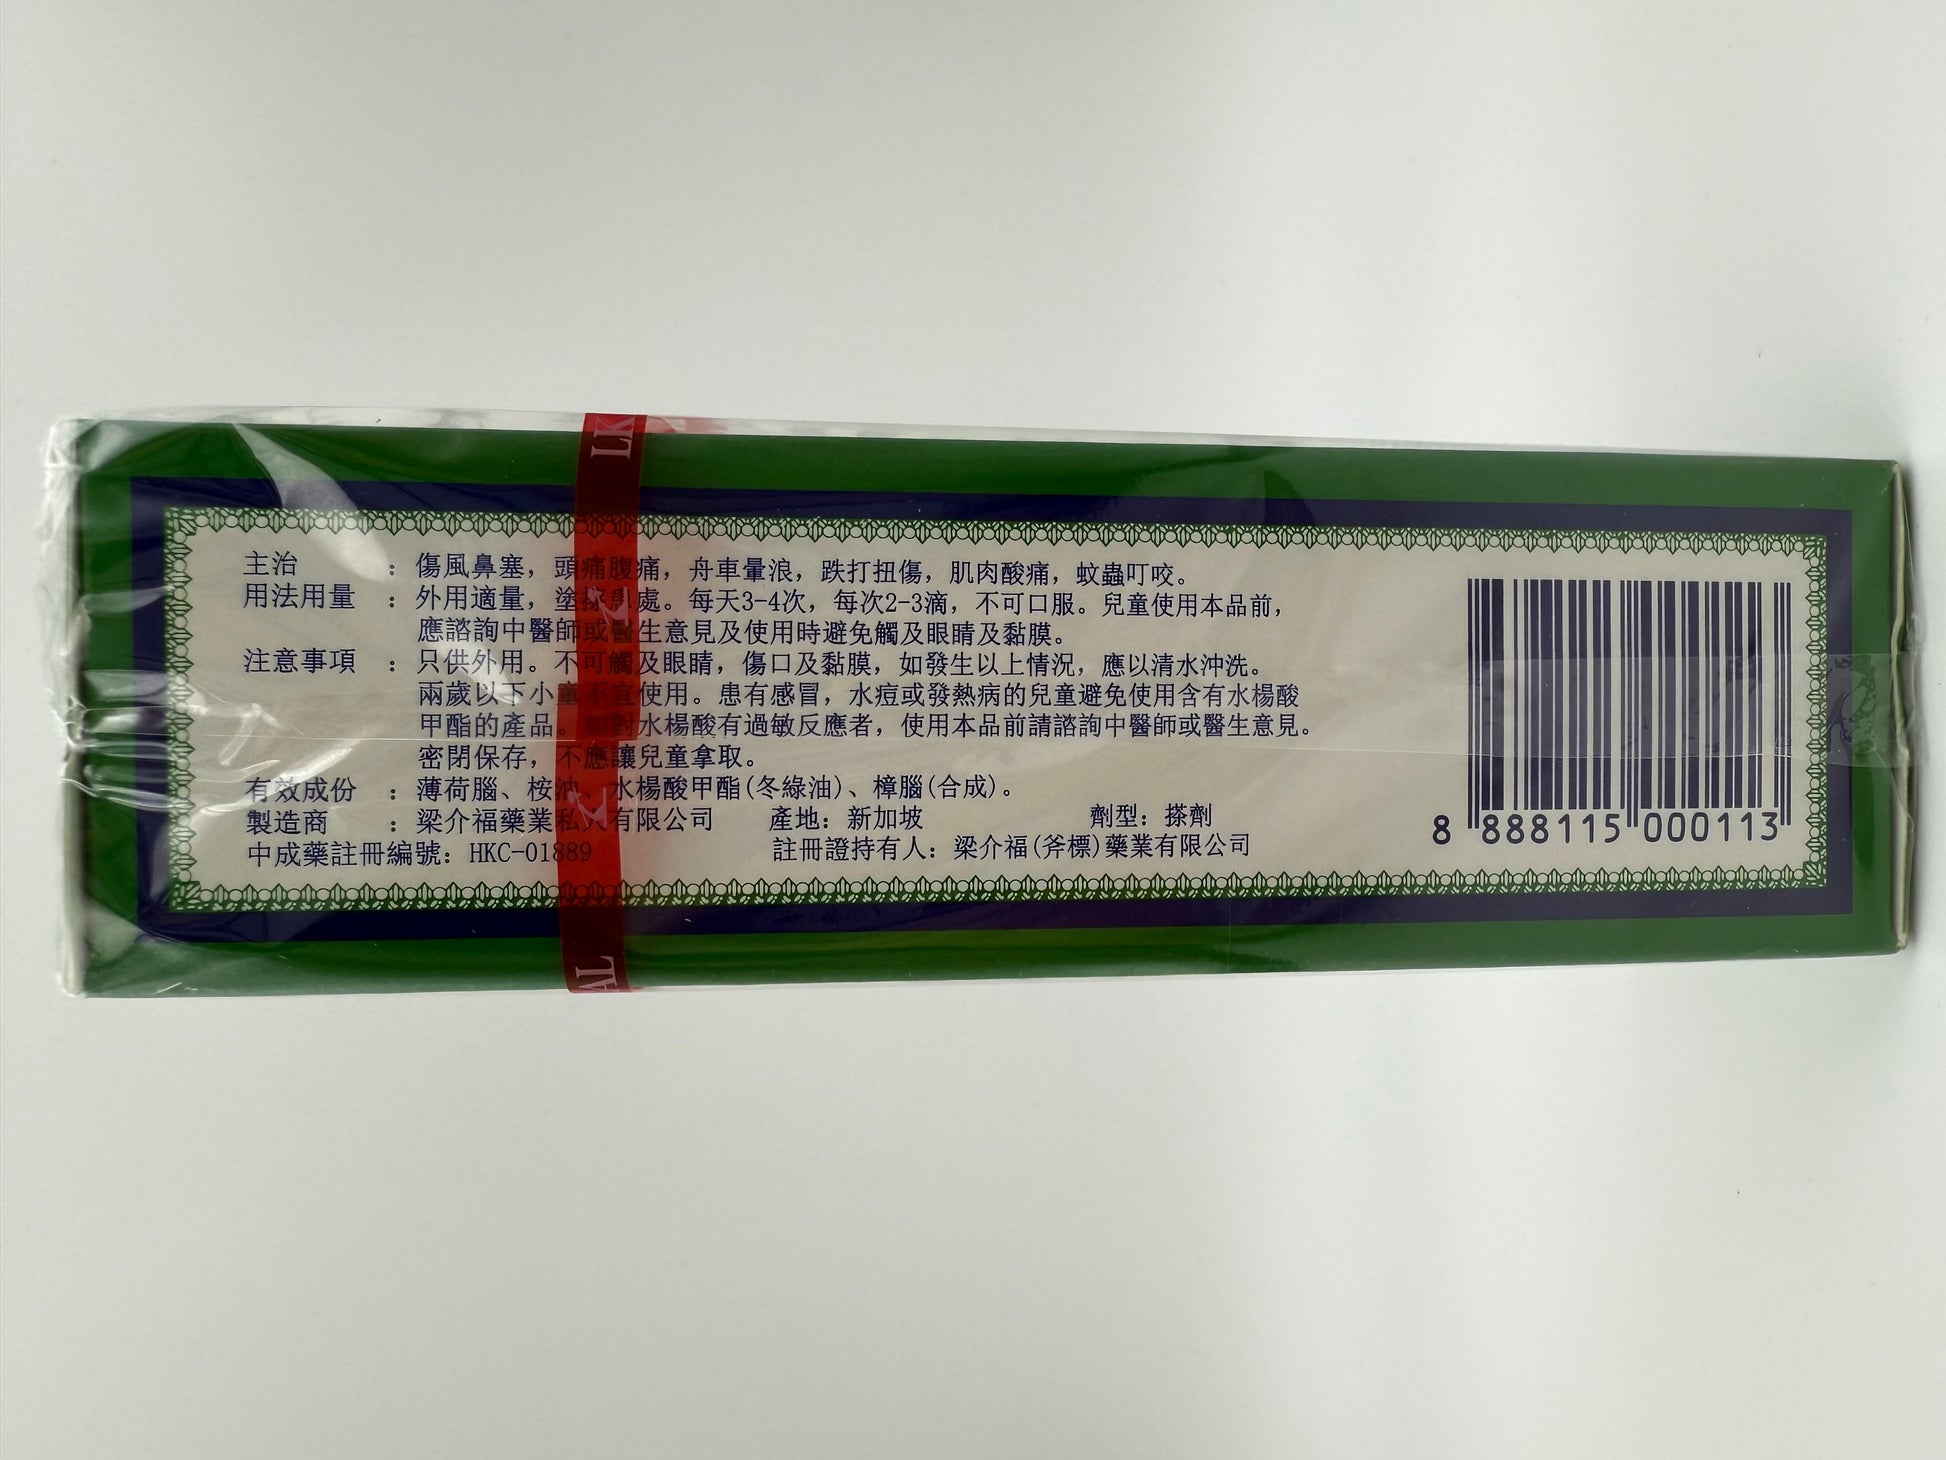 主治 : 傷風鼻塞，頭痛腹痛，舟車暈浪，跌打扭傷，肌肉酸痛，蚊蟲叮咬。
用法用量 : 外用適量，塗搽患處。每天3-4次，每次2-3滴，不可口服。兒童使用本品前，
應諮詢中醫師或醫生意見及使用時避免觸及眼睛及黏膜。
注意事項 : 只供外用。不可觸及眼睛，傷口及黏膜，如發生以上情況，應以清水沖洗。
兩歲以下小童不宜使用。患有感冒，水痘或發熱病的兒童避免使用含有水楊酸
甲酯的產品。如對水楊酸有過敏反應者，使用本品前請諮詢中醫師或醫生意見。
密閉保存，不應讓兒童拿取。
有效成份 : 薄荷腦、桉油、水楊酸甲酯(冬綠油)、樟腦(合成)。
製造商 : 梁介福藥業私人有限公司 產地: 新加坡 劑型: 搽劑
中成藥註冊編號: HKC-01889 註冊證持有人: 梁介福(斧標)藥業有限公司
8 888115 000113
LK
AL